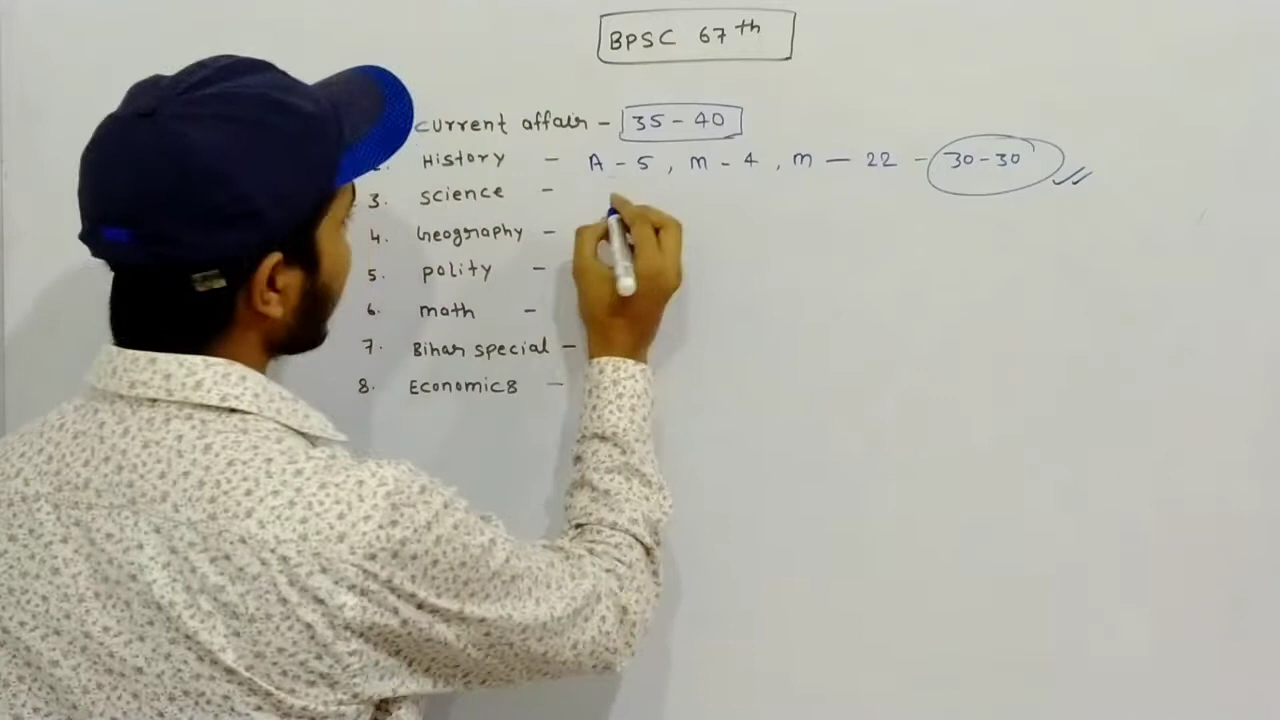 BPSC 67th
current affair - 35-40
2. History - A-5, m-4, m-22 - 30-30
3. science -
4. Geography -
5. polity -
6. math -
7. Bihar special -
8. Economics -